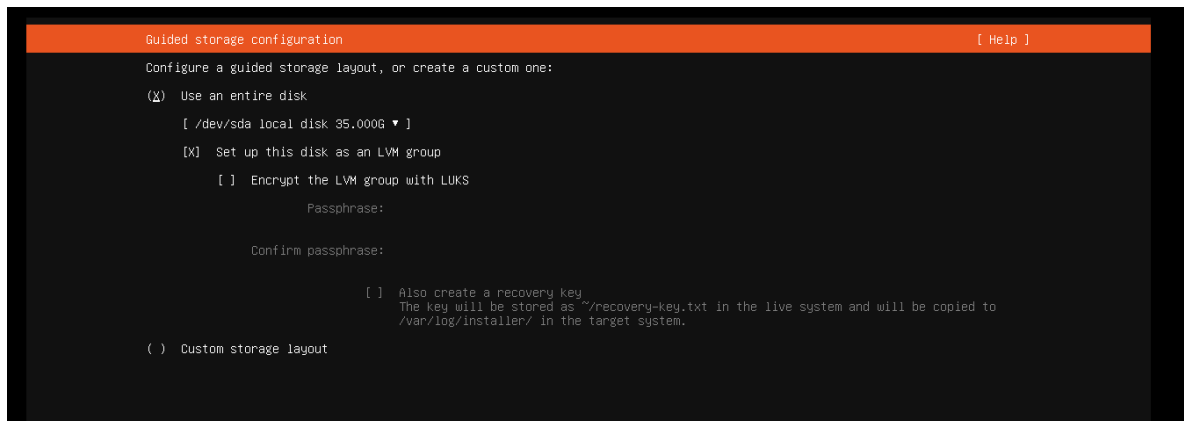 Guided storage configuration [ Help ]
Configure a guided storage layout, or create a custom one:
(X) Use an entire disk
[ /dev/sda local disk 35.000G ▾ ]
[X] Set up this disk as an LVM group
[ ] Encrypt the LVM group with LUKS
Passphrase:
Confirm passphrase:
[ ] Also create a recovery key
The key will be stored as ~/recovery-key.txt in the live system and will be copied to
/var/log/installer/ in the target system.
( ) Custom storage layout